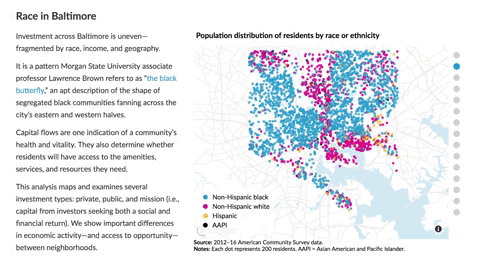 Race in Baltimore
Investment across Baltimore is uneven—
fragmented by race, income, and geography.
It is a pattern Morgan State University associate
professor Lawrence Brown refers to as “the black
butterfly,” an apt description of the shape of
segregated black communities fanning across the
city’s eastern and western halves.
Capital flows are one indication of a community’s
health and vitality. They also determine whether
residents will have access to the amenities,
services, and resources they need.
This analysis maps and examines several
investment types: private, public, and mission (i.e.,
capital from investors seeking both a social and
financial return). We show important differences
in economic activity—and access to opportunity—
between neighborhoods.
Population distribution of residents by race or ethnicity
Non-Hispanic black
Non-Hispanic white
Hispanic
AAPI
Source: 2012–16 American Community Survey data.
Notes: Each dot represents 200 residents. AAPI = Asian American and Pacific Islander.